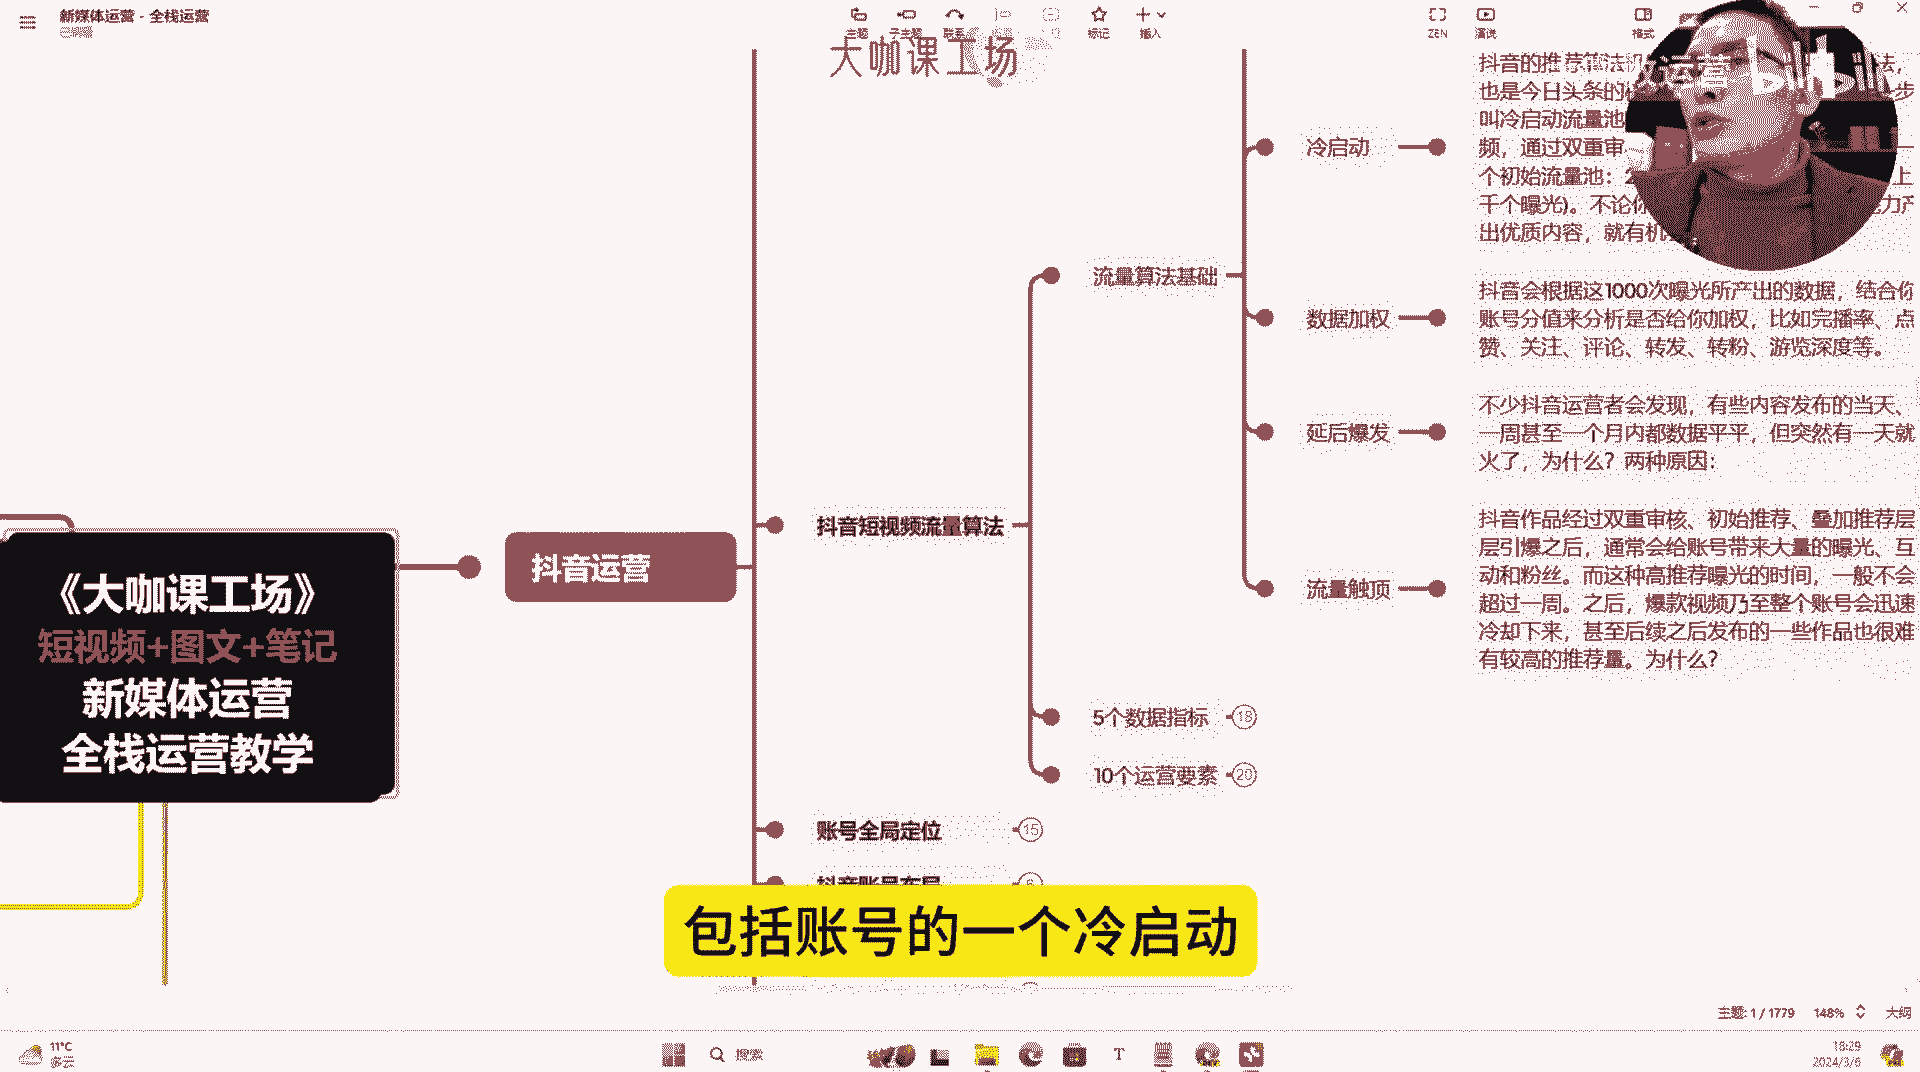 新媒体运营 - 全栈运营
已编辑
主题
子主题
联系
标记
插入
ZEN
演说
格式
大咖课工场
抖音的推荐算法
也是今日头条的
叫冷启动流量池
频，通过双重审
个初始流量池：
千个曝光)。不论你
出优质内容，就有机
冷启动
流量算法基础
抖音会根据这1000次曝光所产出的数据，结合你
账号分值来分析是否给你加权，比如完播率、点
赞、关注、评论、转发、转粉、游览深度等。
数据加权
不少抖音运营者会发现，有些内容发布的当天、
一周甚至一个月内都数据平平，但突然有一天就
火了，为什么？两种原因：
延后爆发
抖音短视频流量算法
抖音作品经过双重审核、初始推荐、叠加推荐层
层引爆之后，通常会给账号带来大量的曝光、互
动和粉丝。而这种高推荐曝光的时间，一般不会
超过一周。之后，爆款视频乃至整个账号会迅速
冷却下来，甚至后续之后发布的一些作品也很难
有较高的推荐量。为什么？
流量触顶
抖音运营
《大咖课工场》
短视频+图文+笔记
新媒体运营
全栈运营教学
5个数据指标 18
10个运营要素 20
账号全局定位 15
抖音账号布局
包括账号的一个冷启动
主题: 1 / 1779 148% 大纲
11°C
多云
搜索
18:29
2024/3/6